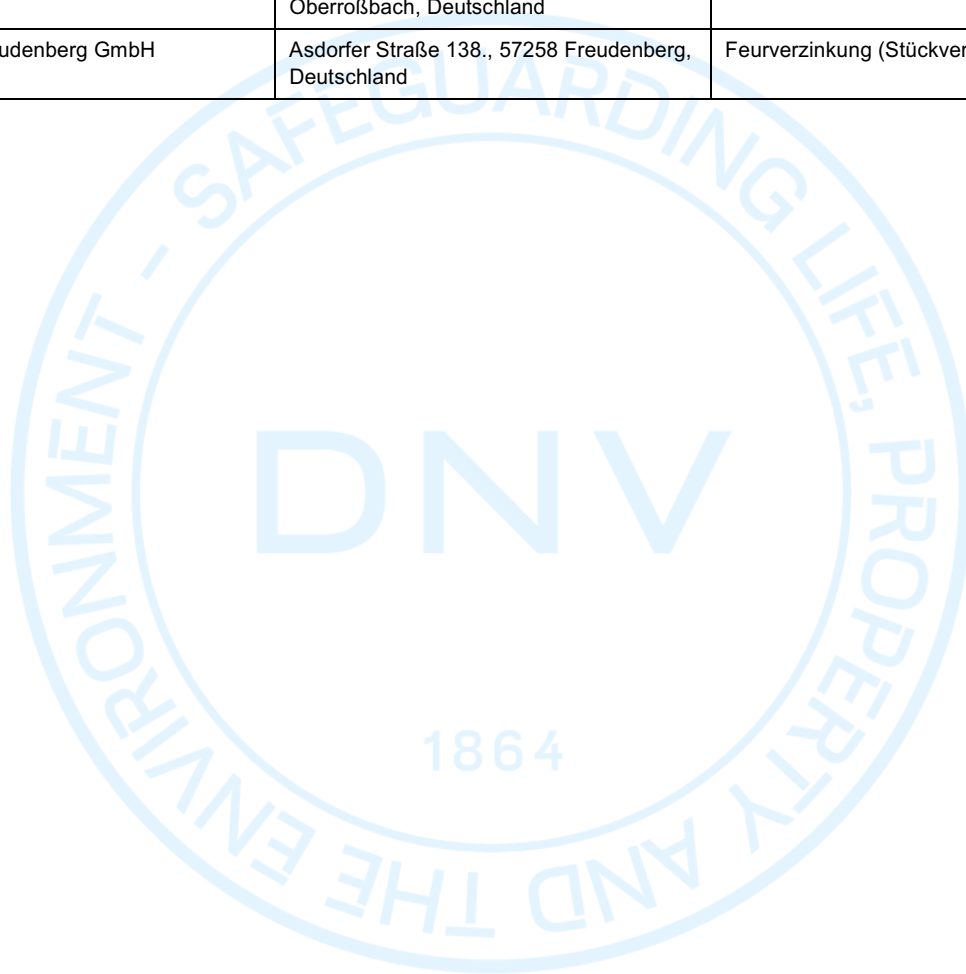 Oberroßbach, Deutschland
udenberg GmbH
Asdorfer Straße 138., 57258 Freudenberg,
Deutschland
Feurverzinkung (Stückver
SAFEGUARDING LIFE, PROPERTY AND THE ENVIRONMENT -
DNV
1864